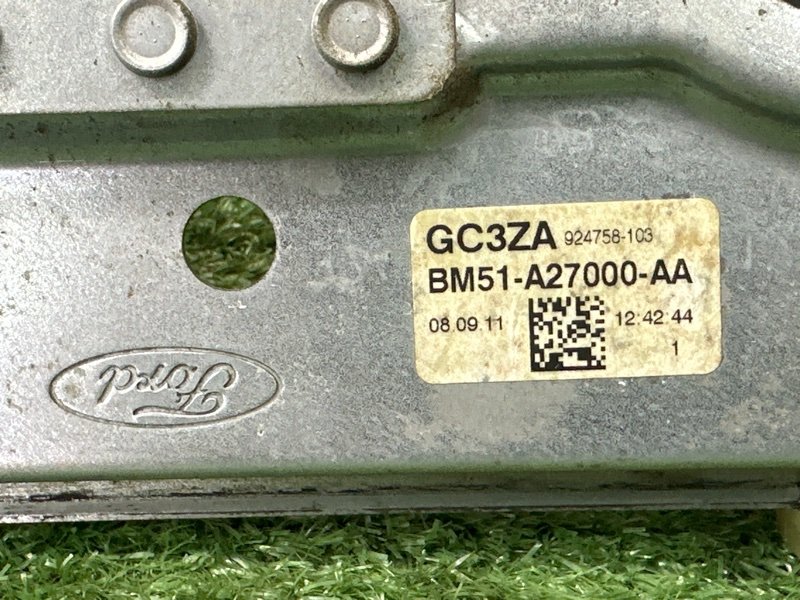 GC3ZA 924758-103
BM51-A27000-AA
08.09.11 12:42:44
1
Ford